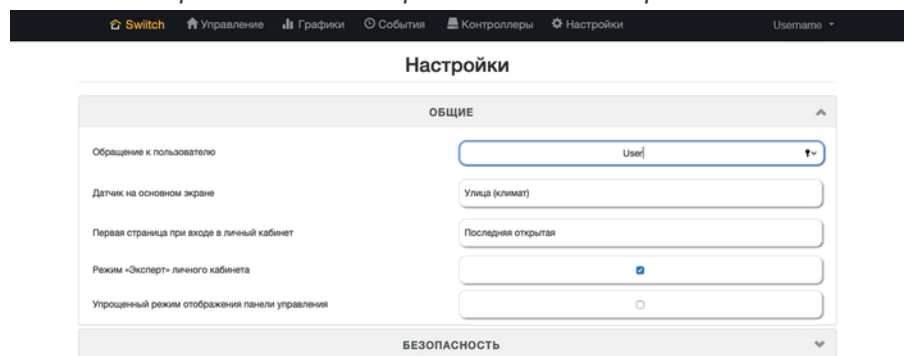 Swiitch Управление Графики События Контроллеры Настройки Username
Настройки
ОБЩИЕ
Обращение к пользователю User
Датчик на основном экране Улица (климат)
Первая страница при входе в личный кабинет Последняя открытая
Режим «Эксперт» личного кабинета
Упрощенный режим отображения панели управления
БЕЗОПАСНОСТЬ